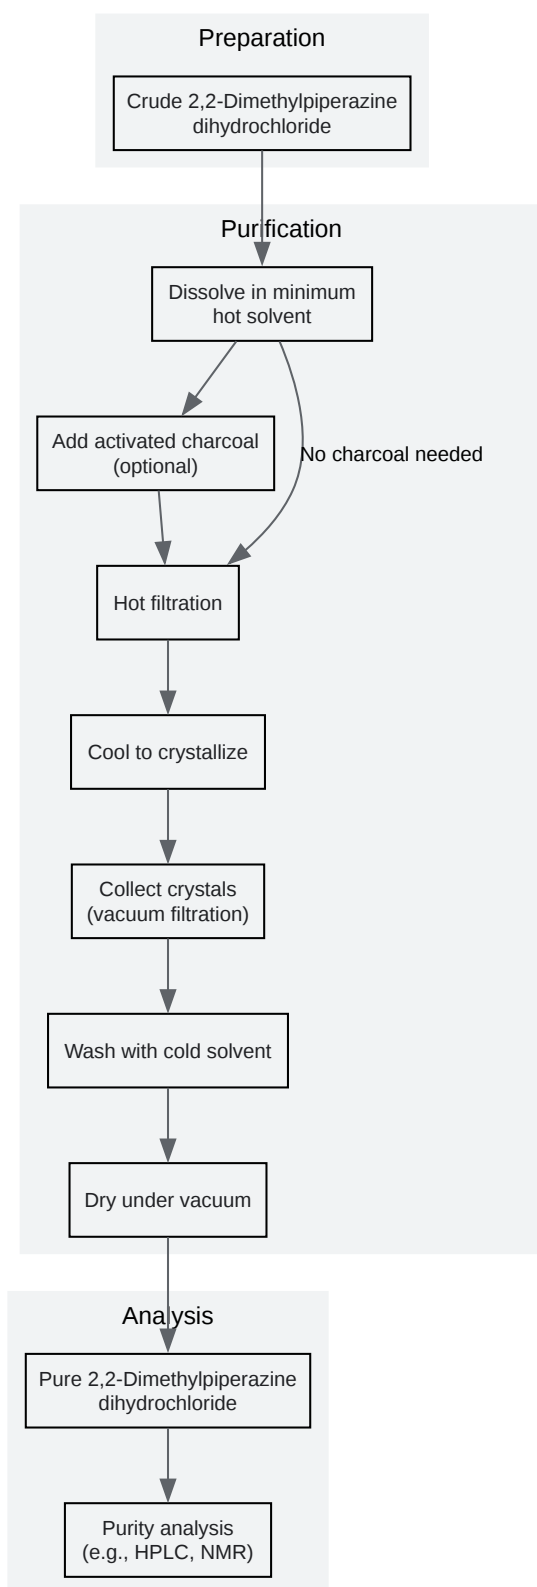 Preparation
Crude 2,2-Dimethylpiperazine
dihydrochloride
Purification
Dissolve in minimum
hot solvent
Add activated charcoal
(optional)
No charcoal needed
Hot filtration
Cool to crystallize
Collect crystals
(vacuum filtration)
Wash with cold solvent
Dry under vacuum
Analysis
Pure 2,2-Dimethylpiperazine
dihydrochloride
Purity analysis
(e.g., HPLC, NMR)